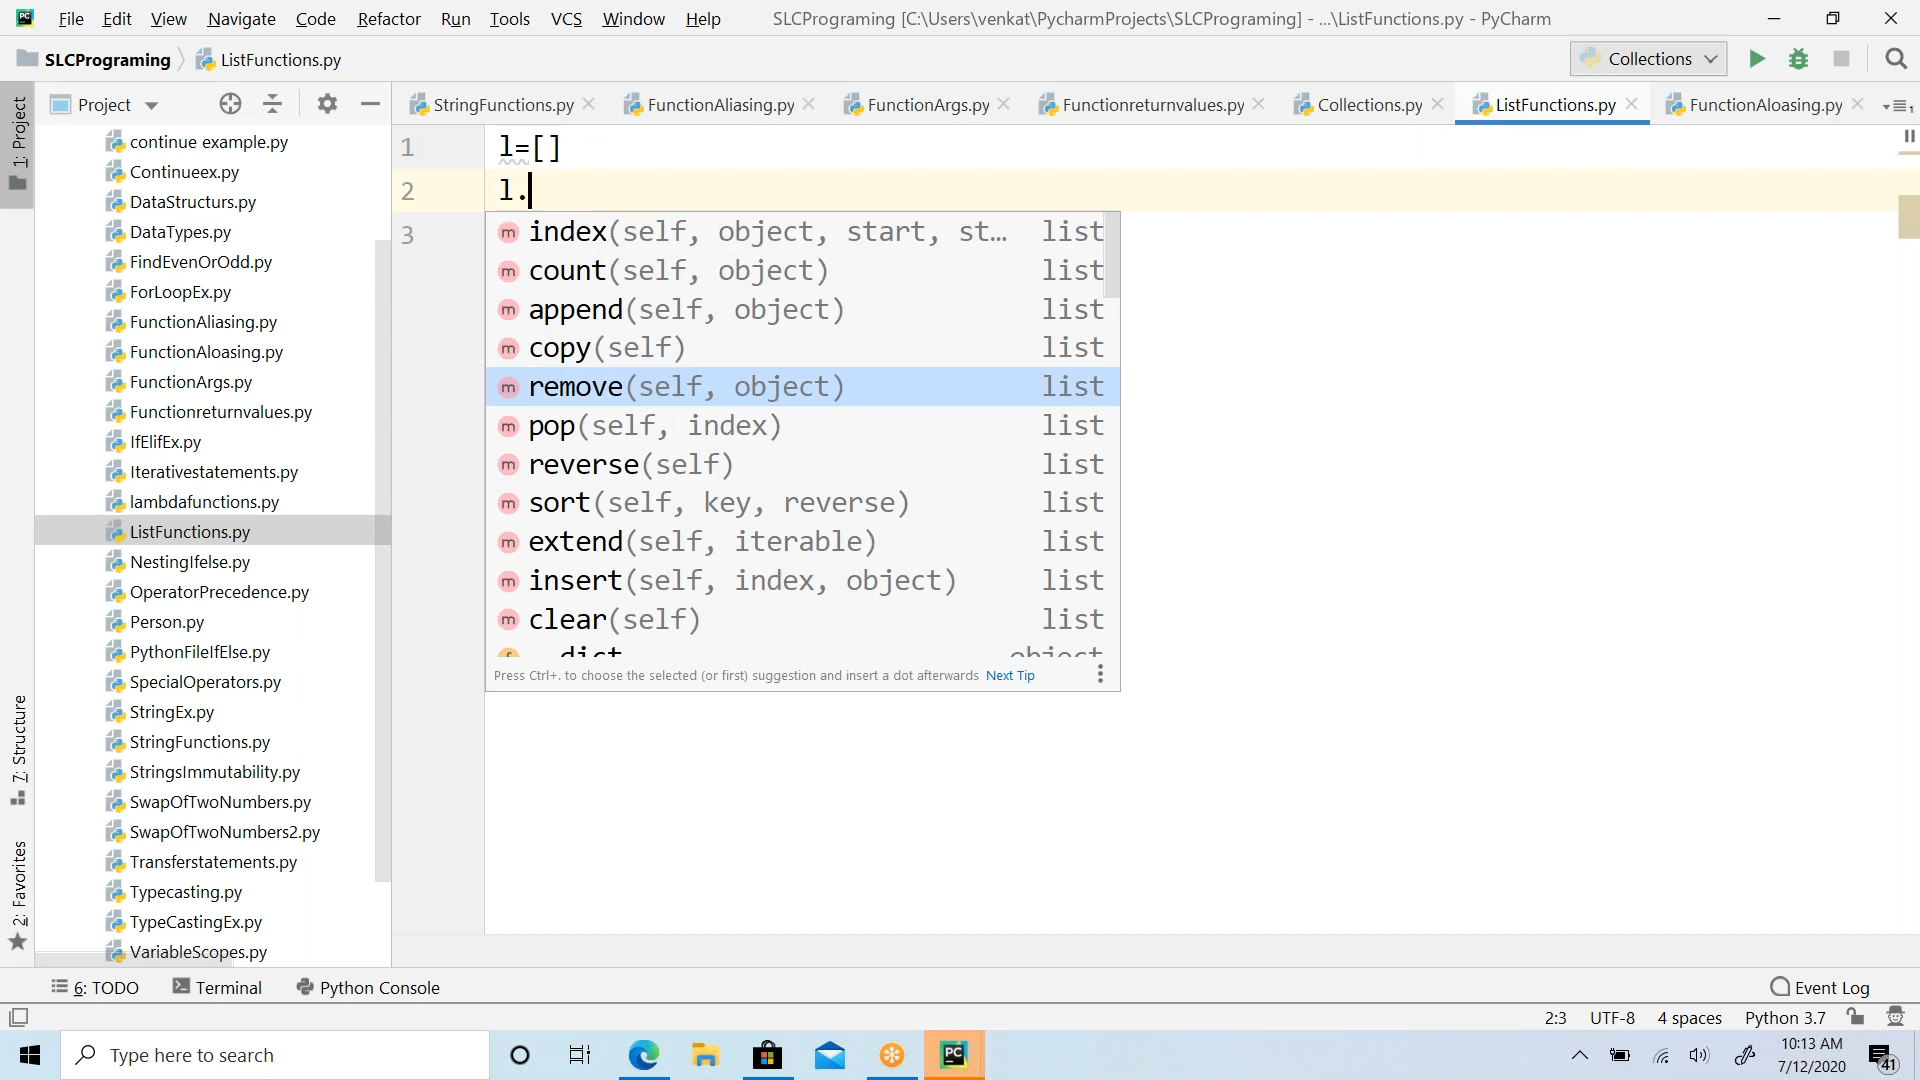 File Edit View Navigate Code Refactor Run Tools VCS Window Help SLCPrograming [C:\Users\venkat\PycharmProjects\SLCPrograming] - ...\ListFunctions.py - PyCharm
SLCPrograming ListFunctions.py Collections
Project StringFunctions.py FunctionAliasing.py FunctionArgs.py Functionreturnvalues.py Collections.py ListFunctions.py FunctionAloasing.py
1: Project
7: Structure
2: Favorites
continue example.py
Continueex.py
DataStructurs.py
DataTypes.py
FindEvenOrOdd.py
ForLoopEx.py
FunctionAliasing.py
FunctionAloasing.py
FunctionArgs.py
Functionreturnvalues.py
IfElifEx.py
Iterativestatements.py
lambdafunctions.py
ListFunctions.py
NestingIfelse.py
OperatorPrecedence.py
Person.py
PythonFileIfElse.py
SpecialOperators.py
StringEx.py
StringFunctions.py
StringsImmutability.py
SwapOfTwoNumbers.py
SwapOfTwoNumbers2.py
Transferstatements.py
Typecasting.py
TypeCastingEx.py
VariableScopes.py
1 l=[]
2 l.
3
m index(self, object, start, st... list
m count(self, object) list
m append(self, object) list
m copy(self) list
m remove(self, object) list
m pop(self, index) list
m reverse(self) list
m sort(self, key, reverse) list
m extend(self, iterable) list
m insert(self, index, object) list
m clear(self) list
f __dict__ object
Press Ctrl+. to choose the selected (or first) suggestion and insert a dot afterwards Next Tip
6: TODO Terminal Python Console Event Log
2:3 UTF-8 4 spaces Python 3.7
Type here to search
PC
10:13 AM
7/12/2020
41